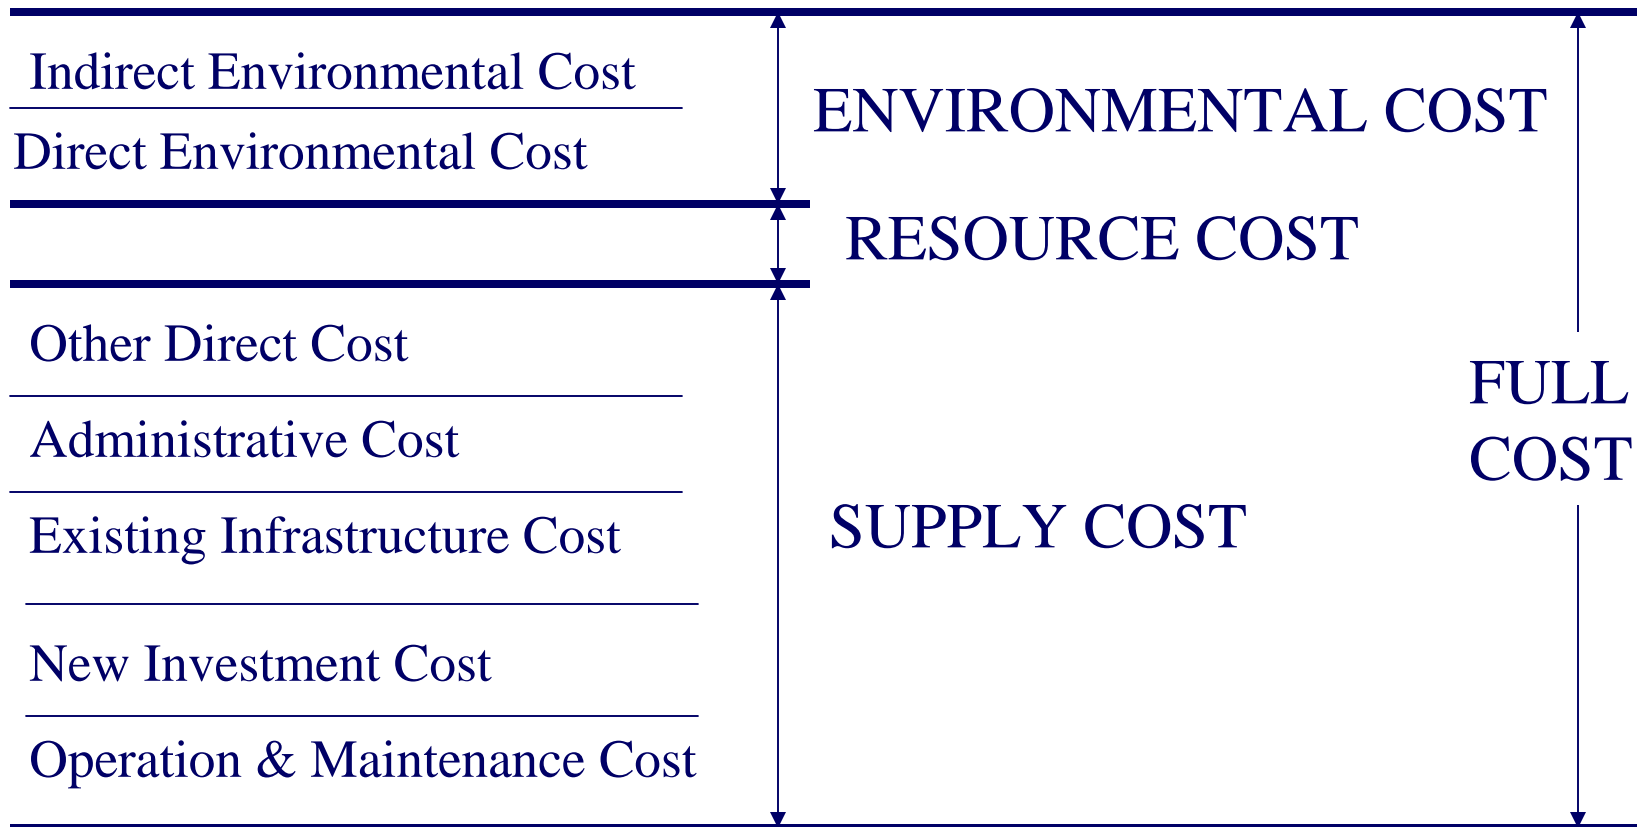 Indirect Environmental Cost
Direct Environmental Cost
ENVIRONMENTAL COST
RESOURCE COST
Other Direct Cost
Administrative Cost
Existing Infrastructure Cost
New Investment Cost
Operation & Maintenance Cost
SUPPLY COST
FULL
COST